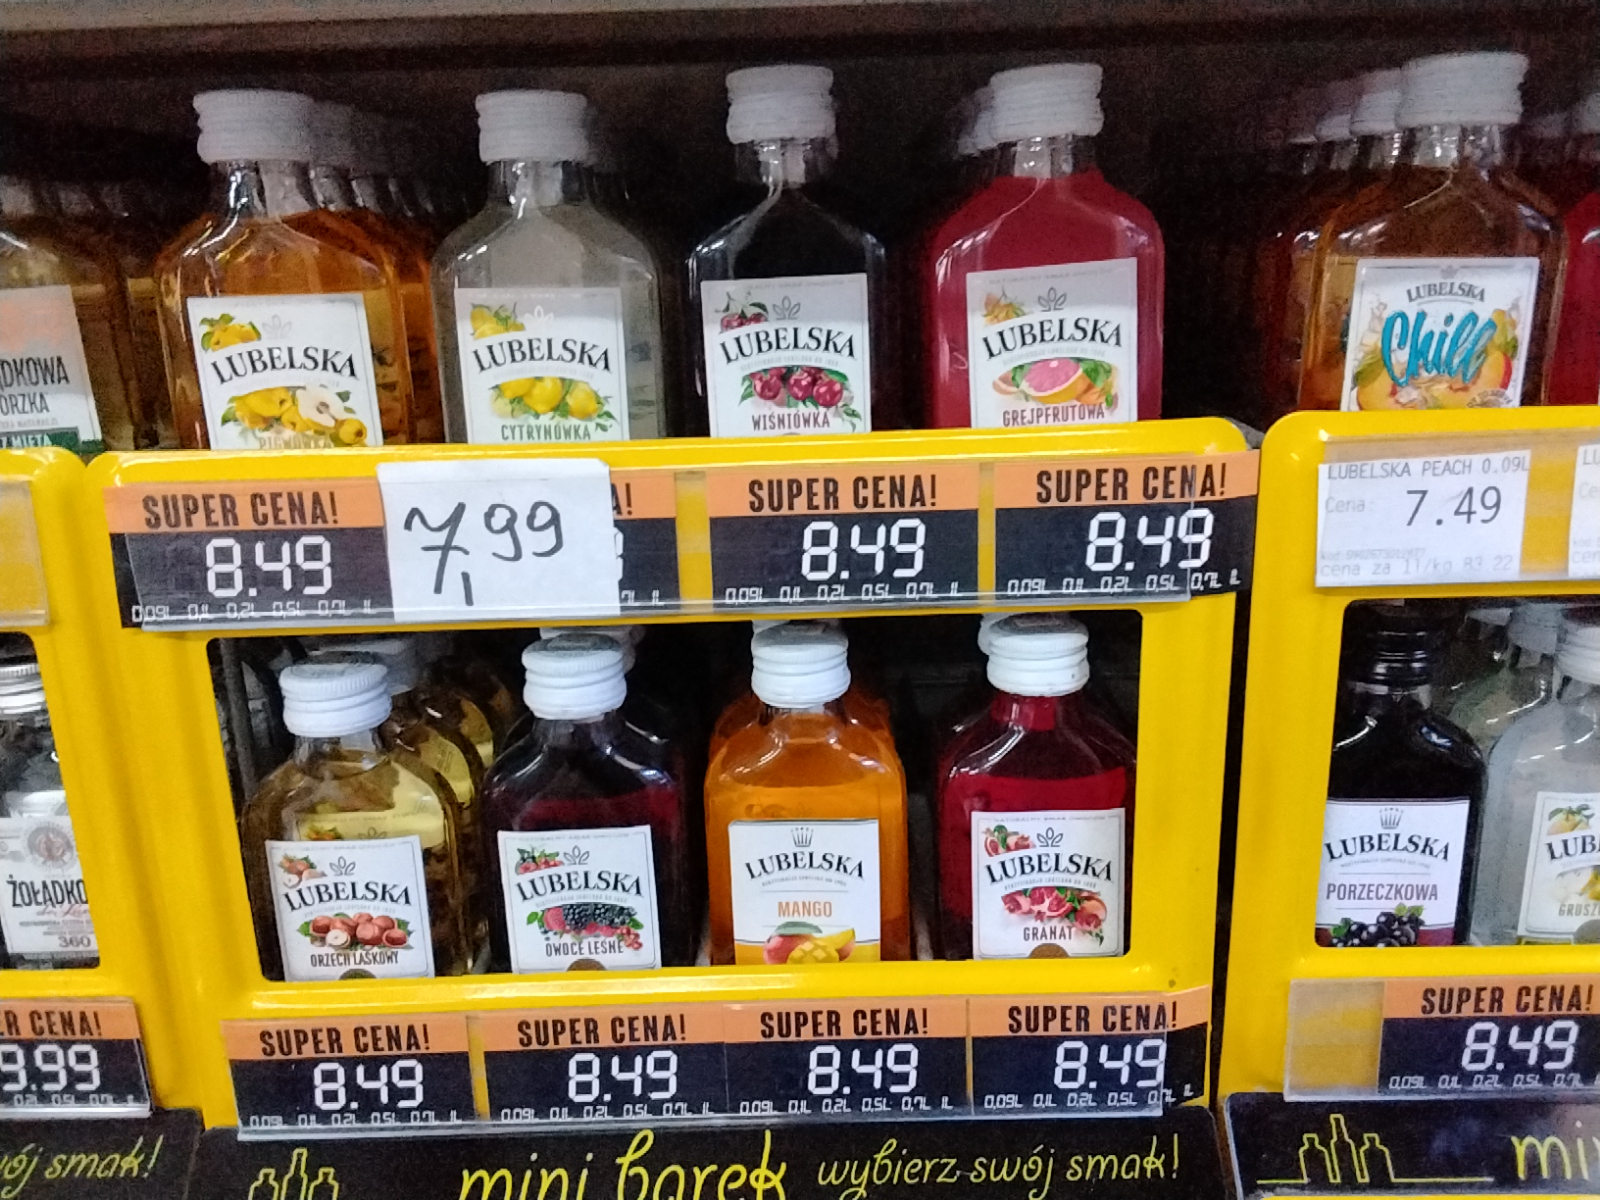 LUBELSKA
PIGWÓWKA
LUBELSKA
CYTRYNÓWKA
LUBELSKA
WIŚNIÓWKA
LUBELSKA
GREJPFRUTOWA
LUBELSKA
Chill
ĄDKOWA
ORZKA
MIĘTA
SUPER CENA!
8.49
0,09L 0,1L 0,2L 0,5L 0,7L 1L
7,99
A!
7L 1L
SUPER CENA!
8.49
0,09L 0,1L 0,2L 0,5L 0,7L 1L
SUPER CENA!
8.49
0,09L 0,1L 0,2L 0,5L 0,7L 1L
LUBELSKA PEACH 0.09L
Cena: 7.49
cena za 1l/kg 83.22
ŻOŁĄDKO
360
LUBELSKA
ORZECH LASKOWY
LUBELSKA
OWOCE LEŚNE
LUBELSKA
MANGO
LUBELSKA
GRANAT
LUBELSKA
PORZECZKOWA
LUB
GRUSZ
ER CENA!
9.99
0,2L 0,5L 0,7L 1L
SUPER CENA!
8.49
0,09L 0,1L 0,2L 0,5L 0,7L 1L
SUPER CENA!
8.49
0,09L 0,1L 0,2L 0,5L 0,7L 1L
SUPER CENA!
8.49
0,09L 0,1L 0,2L 0,5L 0,7L 1L
SUPER CENA!
8.49
0,09L 0,1L 0,2L 0,5L 0,7L 1L
SUPER CENA!
8.49
0,09L 0,1L 0,2L 0,5L 0,7L 1L
wój smak!
mini barek wybierz swój smak!
mi